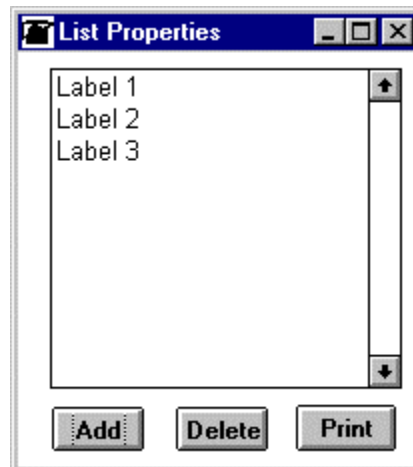 List Properties
Label 1
Label 2
Label 3
Add Delete Print